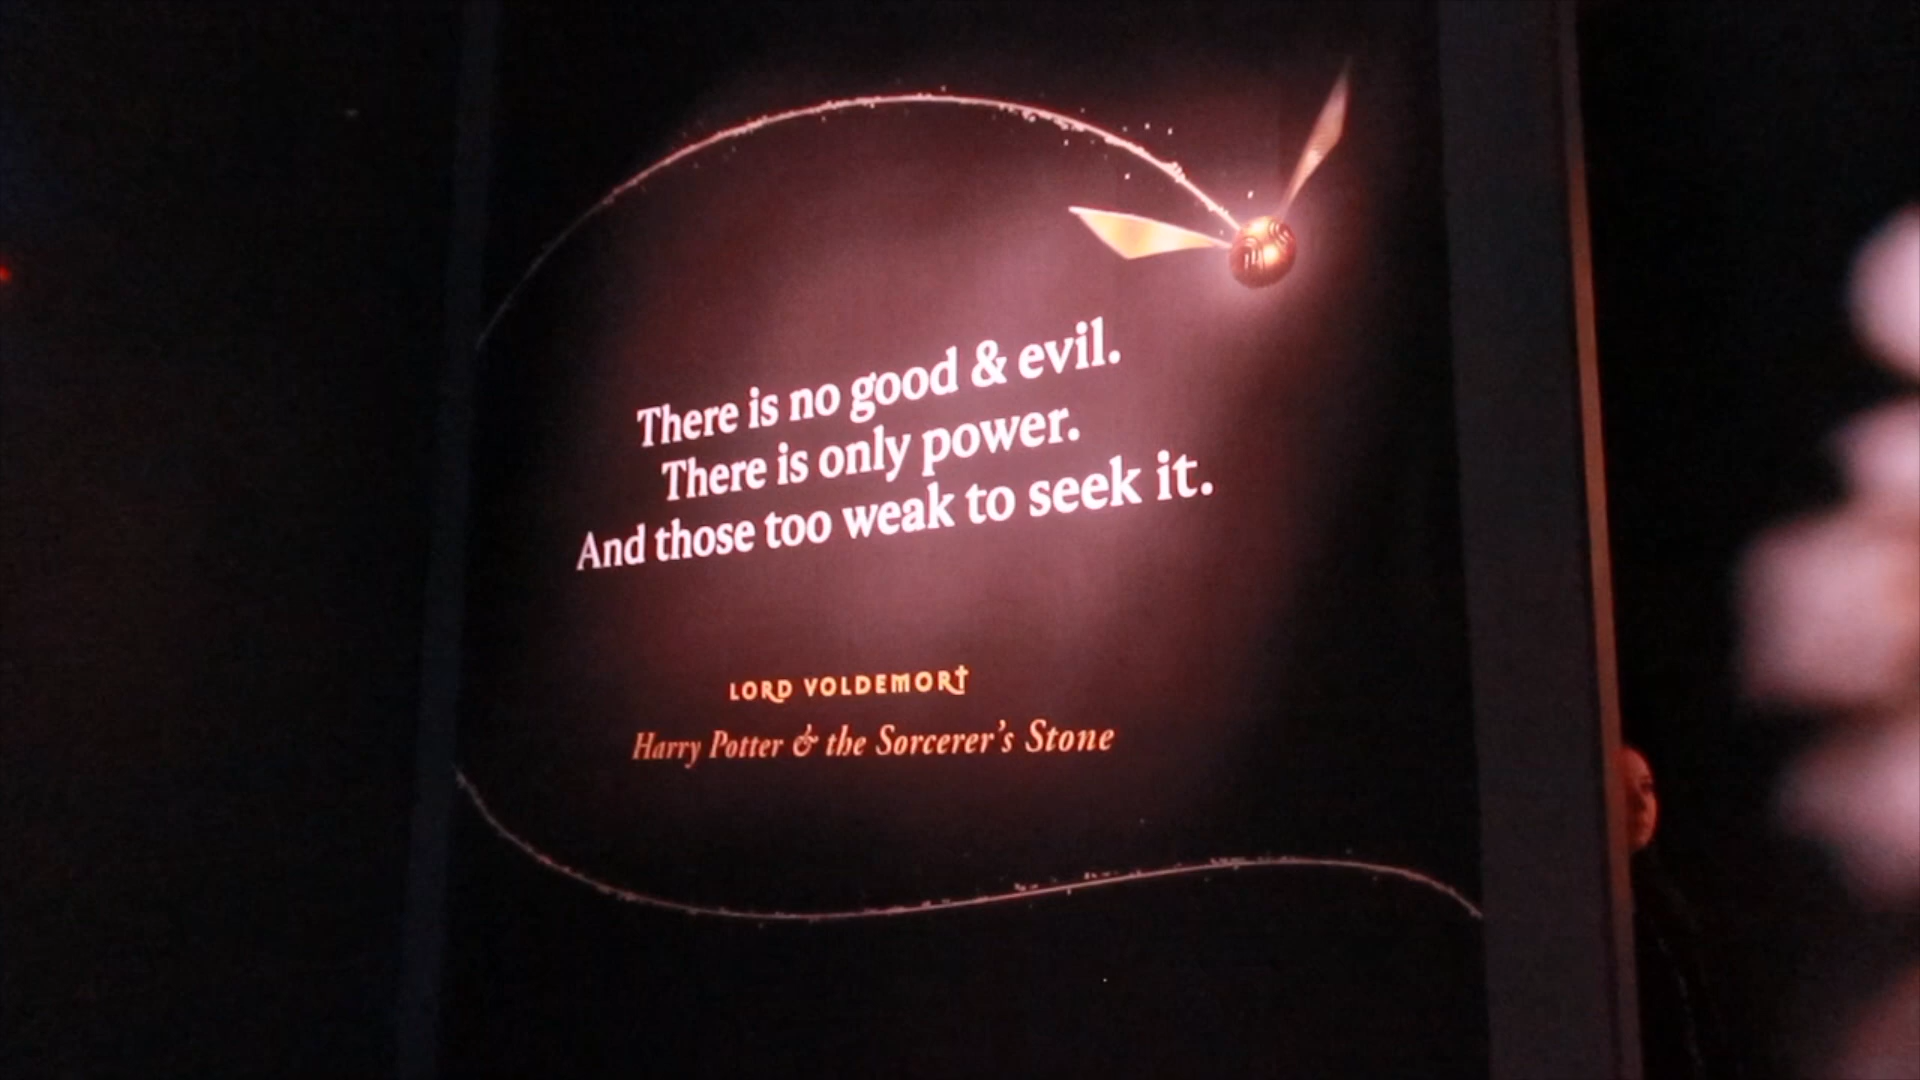 There is no good & evil.
There is only power.
And those too weak to seek it.
LORD VOLDEMORT
Harry Potter & the Sorcerer's Stone